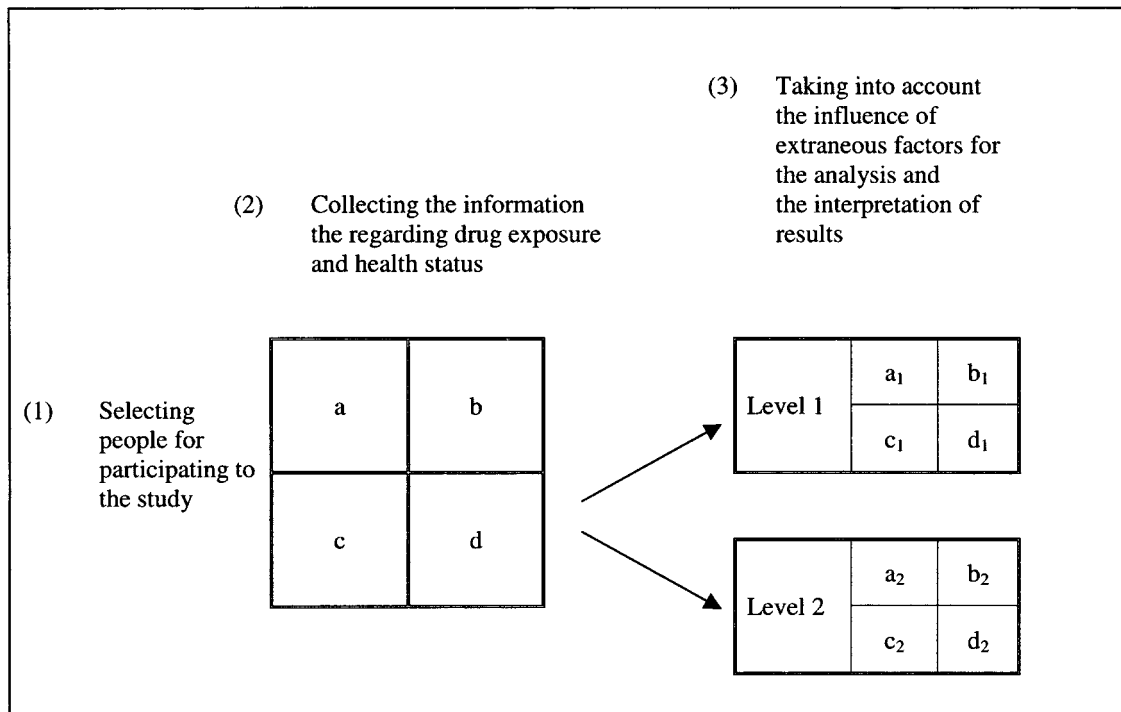 (3) Taking into account
the influence of
extraneous factors for
the analysis and
the interpretation of
results
(2) Collecting the information
the regarding drug exposure
and health status
(1) Selecting
people for
participating to
the study
a b
c d
Level 1
a₁ b₁
c₁ d₁
Level 2
a₂ b₂
c₂ d₂